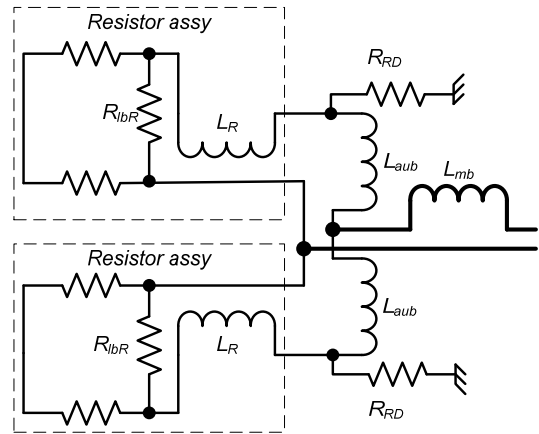 Resistor assy
R_RD
R_lbR
L_R
L_aub
L_mb
Resistor assy
R_lbR
L_R
L_aub
R_RD